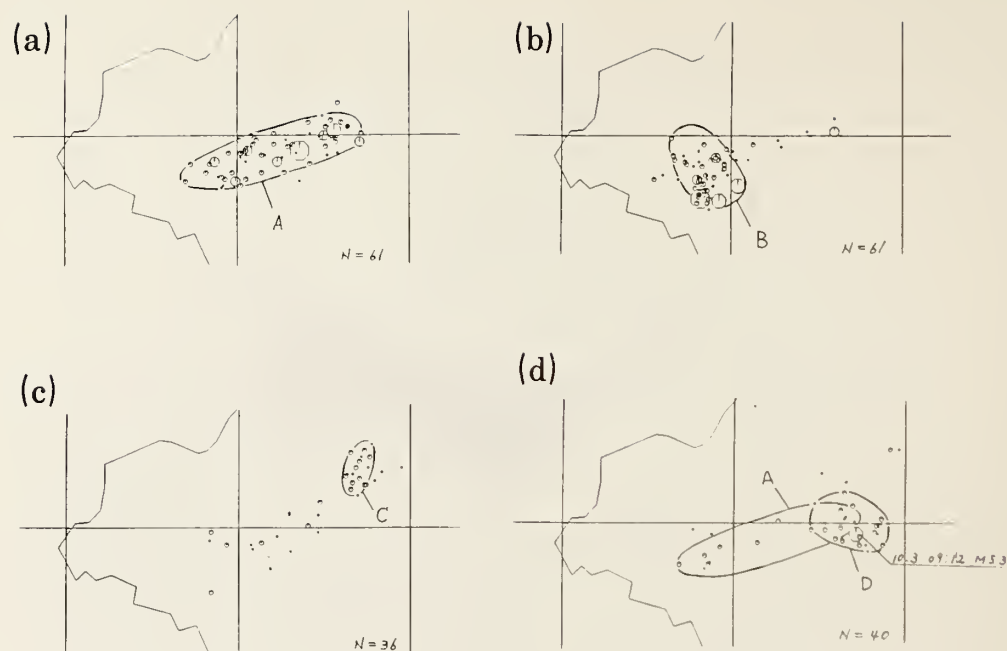 (a)
A
N = 61
(b)
B
N = 61
(c)
C
N = 36
(d)
A
D
10.3 09:12 M5.3
N = 40